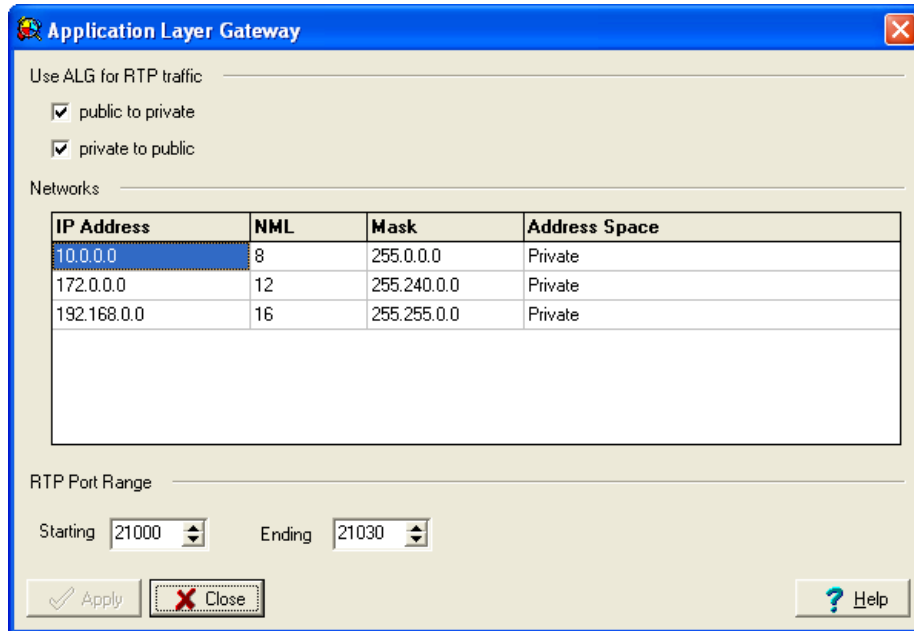 Application Layer Gateway
Use ALG for RTP traffic
public to private
private to public
Networks
IP Address NML Mask Address Space
10.0.0.0 8 255.0.0.0 Private
172.0.0.0 12 255.240.0.0 Private
192.168.0.0 16 255.255.0.0 Private
RTP Port Range
Starting 21000 Ending 21030
Apply Close Help